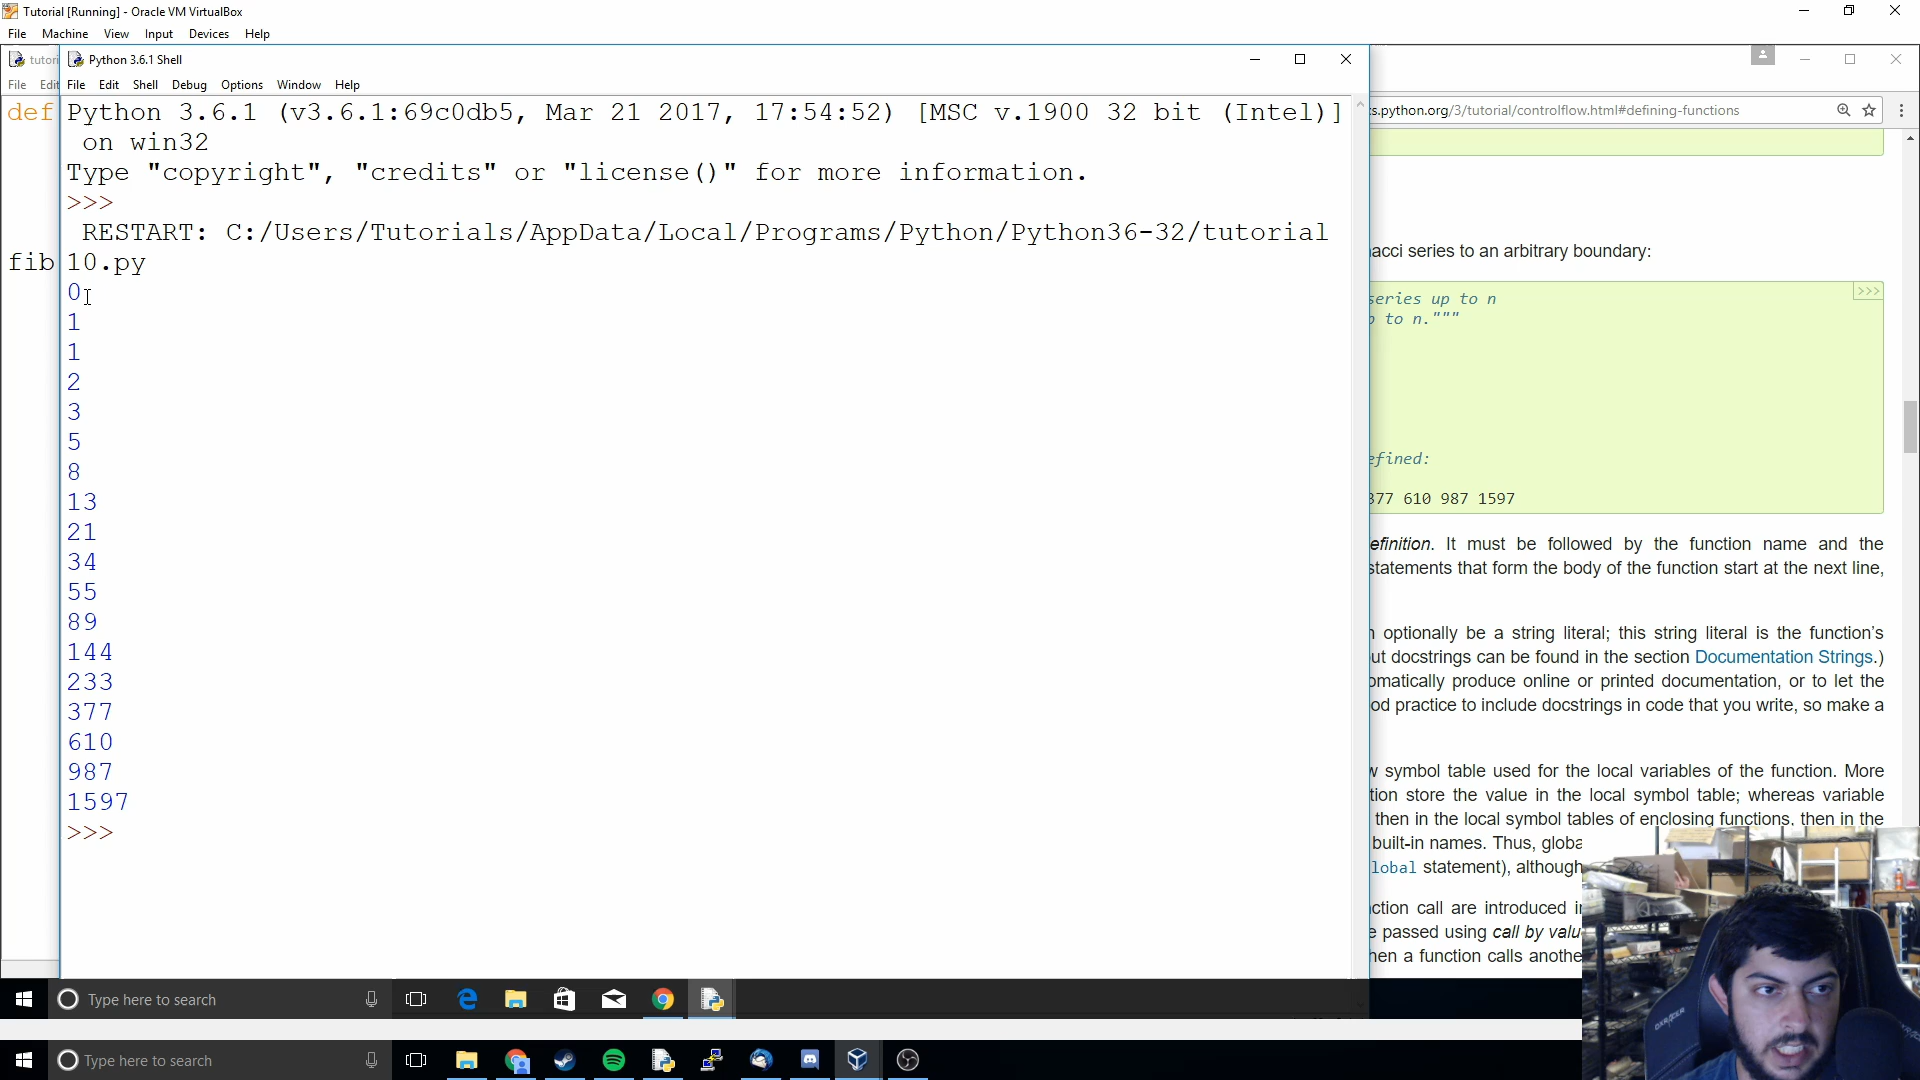 Tutorial [Running] - Oracle VM VirtualBox
File Machine View Input Devices Help
Python 3.6.1 Shell
File Edit Shell Debug Options Window Help
File
def
fib
Python 3.6.1 (v3.6.1:69c0db5, Mar 21 2017, 17:54:52) [MSC v.1900 32 bit (Intel)]
on win32
Type "copyright", "credits" or "license()" for more information.
>>>
RESTART: C:/Users/Tutorials/AppData/Local/Programs/Python/Python36-32/tutorial
10.py
0
1
1
2
3
5
8
13
21
34
55
89
144
233
377
610
987
1597
>>>
s.python.org/3/tutorial/controlflow.html#defining-functions
acci series to an arbitrary boundary:
series up to n
to n."""
>>>
efined:
377 610 987 1597
efinition. It must be followed by the function name and the
statements that form the body of the function start at the next line,
optionally be a string literal; this string literal is the function's
ut docstrings can be found in the section Documentation Strings.)
omatically produce online or printed documentation, or to let the
od practice to include docstrings in code that you write, so make a
symbol table used for the local variables of the function. More
tion store the value in the local symbol table; whereas variable
then in the local symbol tables of enclosing functions, then in the
built-in names. Thus, globa
lobal statement), although
ction call are introduced i
e passed using call by valu
hen a function calls anothe
Type here to search
Type here to search
DXRACER